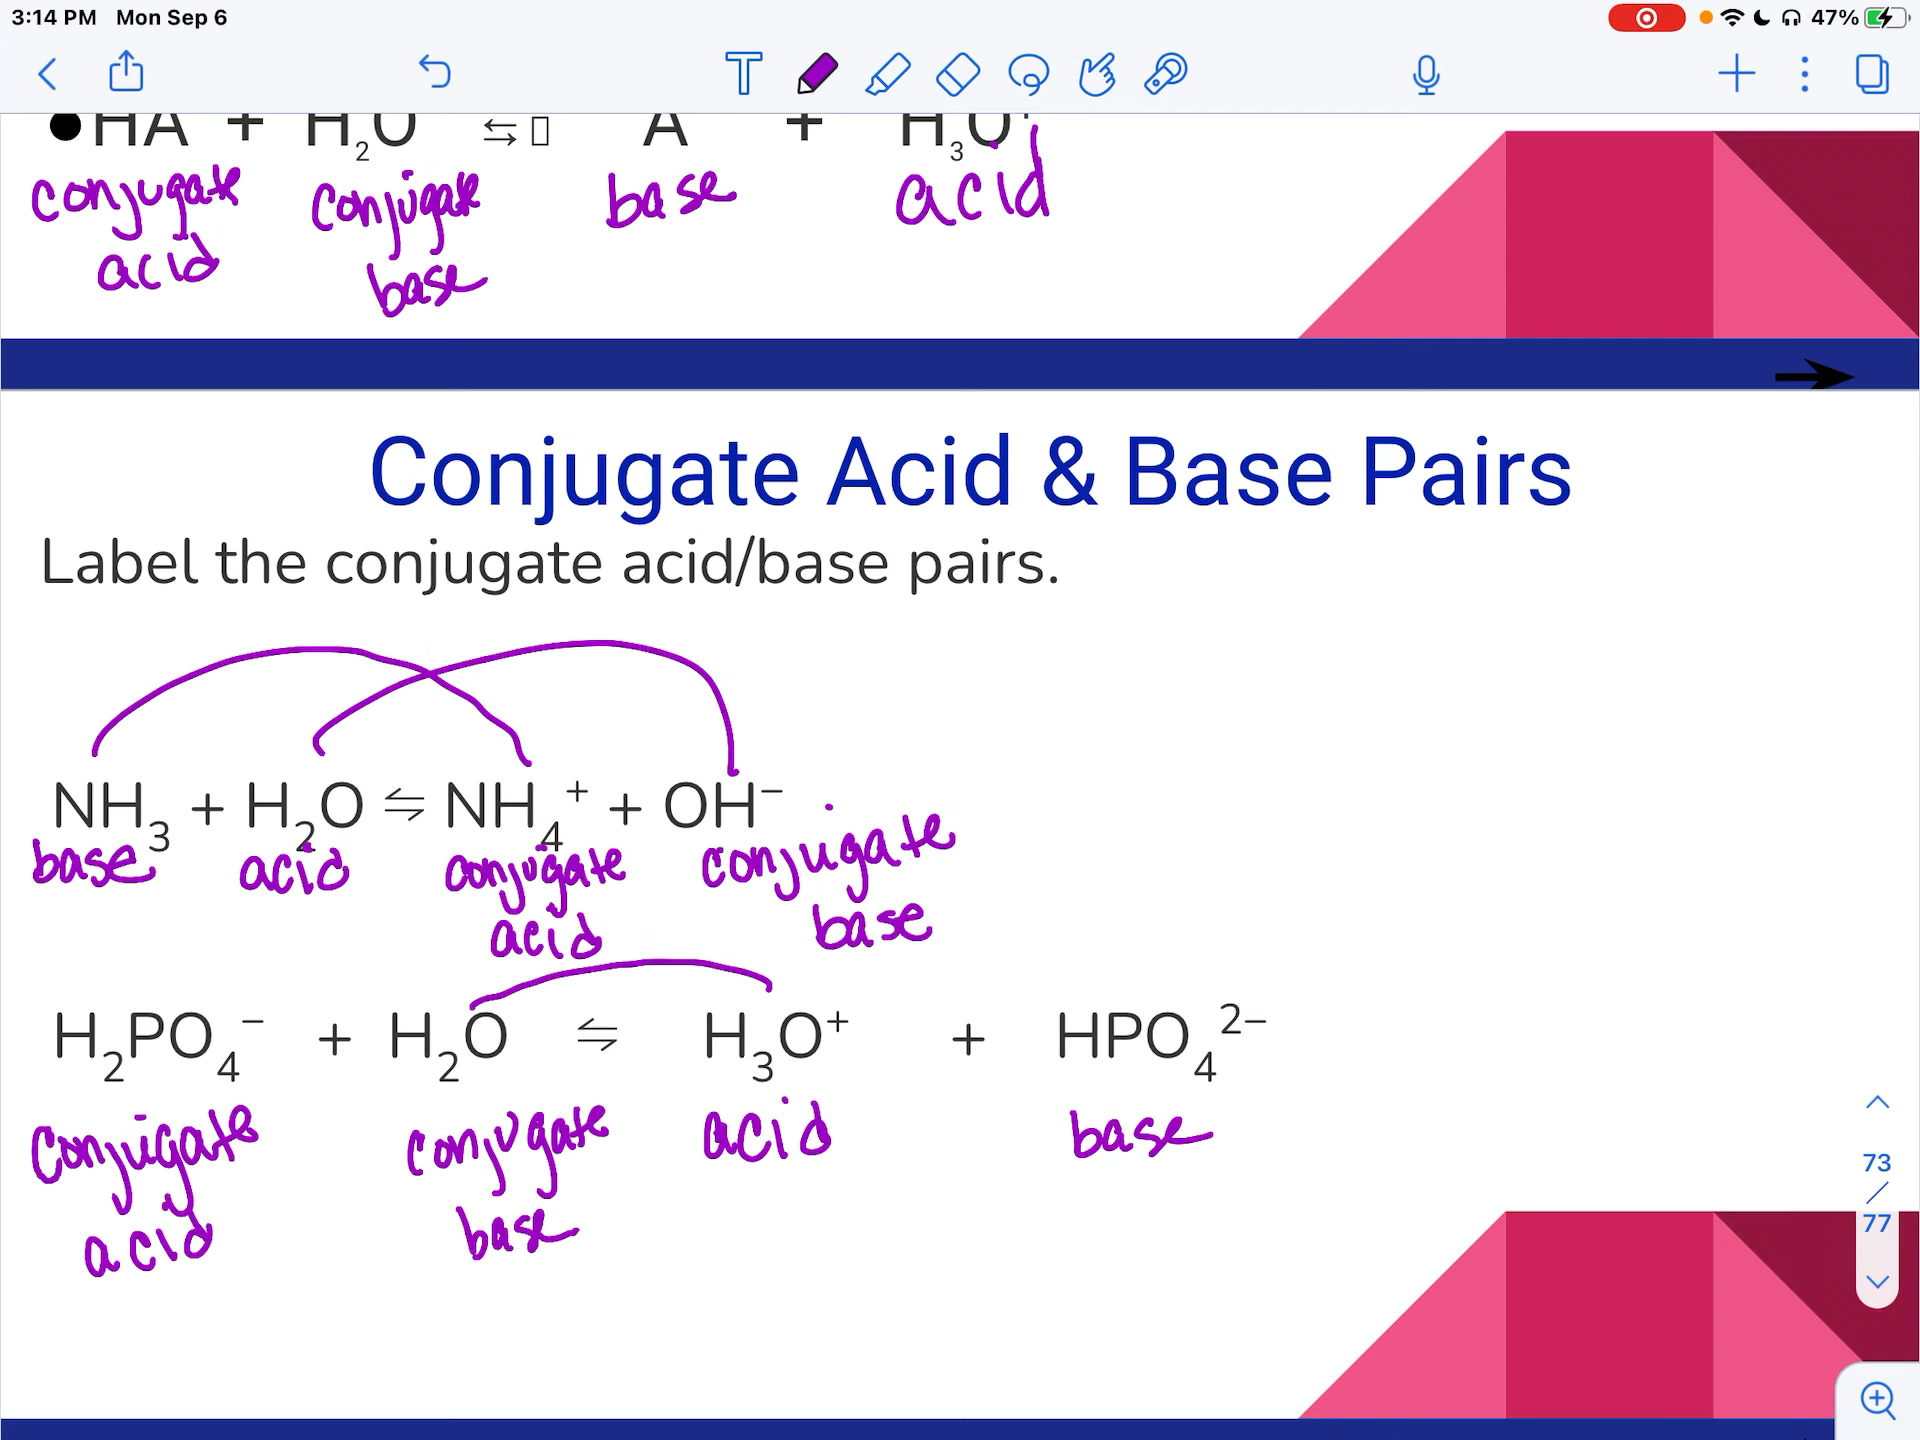 3:14 PM Mon Sep 6
47%
HA + H₂O ⇆ A + H₃O⁺
conjugate conjugate base acid
acid base
Conjugate Acid & Base Pairs
Label the conjugate acid/base pairs.
NH₃ + H₂O ⇌ NH₄⁺ + OH⁻
base acid conjugate conjugate
acid base
H₂PO₄⁻ + H₂O ⇌ H₃O⁺ + HPO₄²⁻
conjugate conjugate acid base
acid base
73
/
77